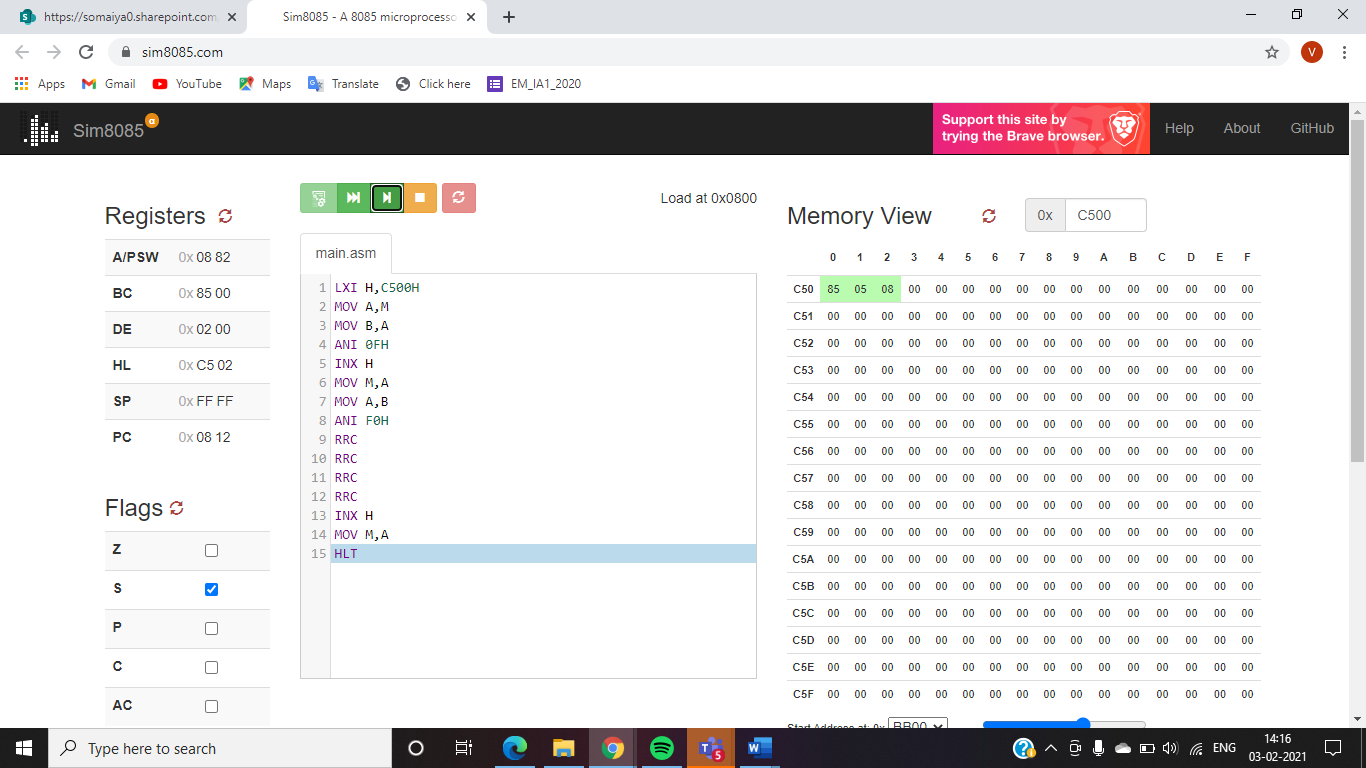 https://somaiya0.sharepoint.com
Sim8085 - A 8085 microprocesso
sim8085.com
V
Apps
Gmail
YouTube
Maps
Translate
Click here
EM_IA1_2020
Sim8085 α
Support this site by
trying the Brave browser.
Help
About
GitHub
Registers
A/PSW 0x 08 82
BC 0x 85 00
DE 0x 02 00
HL 0x C5 02
SP 0x FF FF
PC 0x 08 12
Flags
Z
S
P
C
AC
Load at 0x0800
main.asm
1 LXI H,C500H
2 MOV A,M
3 MOV B,A
4 ANI 0FH
5 INX H
6 MOV M,A
7 MOV A,B
8 ANI F0H
9 RRC
10 RRC
11 RRC
12 RRC
13 INX H
14 MOV M,A
15 HLT
Memory View
0x C500
0 1 2 3 4 5 6 7 8 9 A B C D E F
C50 85 05 08 00 00 00 00 00 00 00 00 00 00 00 00 00
C51 00 00 00 00 00 00 00 00 00 00 00 00 00 00 00 00
C52 00 00 00 00 00 00 00 00 00 00 00 00 00 00 00 00
C53 00 00 00 00 00 00 00 00 00 00 00 00 00 00 00 00
C54 00 00 00 00 00 00 00 00 00 00 00 00 00 00 00 00
C55 00 00 00 00 00 00 00 00 00 00 00 00 00 00 00 00
C56 00 00 00 00 00 00 00 00 00 00 00 00 00 00 00 00
C57 00 00 00 00 00 00 00 00 00 00 00 00 00 00 00 00
C58 00 00 00 00 00 00 00 00 00 00 00 00 00 00 00 00
C59 00 00 00 00 00 00 00 00 00 00 00 00 00 00 00 00
C5A 00 00 00 00 00 00 00 00 00 00 00 00 00 00 00 00
C5B 00 00 00 00 00 00 00 00 00 00 00 00 00 00 00 00
C5C 00 00 00 00 00 00 00 00 00 00 00 00 00 00 00 00
C5D 00 00 00 00 00 00 00 00 00 00 00 00 00 00 00 00
C5E 00 00 00 00 00 00 00 00 00 00 00 00 00 00 00 00
C5F 00 00 00 00 00 00 00 00 00 00 00 00 00 00 00 00
Start Address at: 0x BB00
Type here to search
5
ENG
14:16
03-02-2021